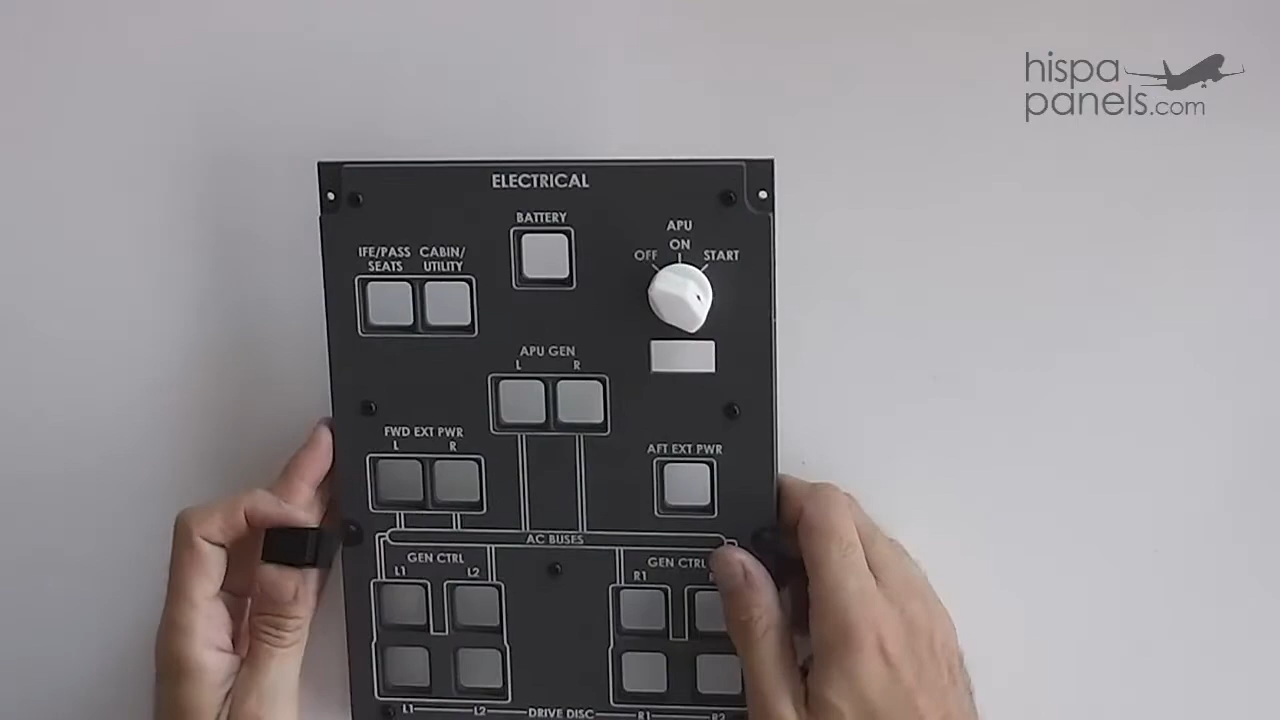 hispa
panels.com
ELECTRICAL
BATTERY
APU
ON
OFF START
IFE/PASS SEATS
CABIN/UTILITY
APU GEN
L R
FWD EXT PWR
L R
AFT EXT PWR
AC BUSES
GEN CTRL
L1 L2
GEN CTRL
R1
L1 L2 DRIVE DISC R1 R2